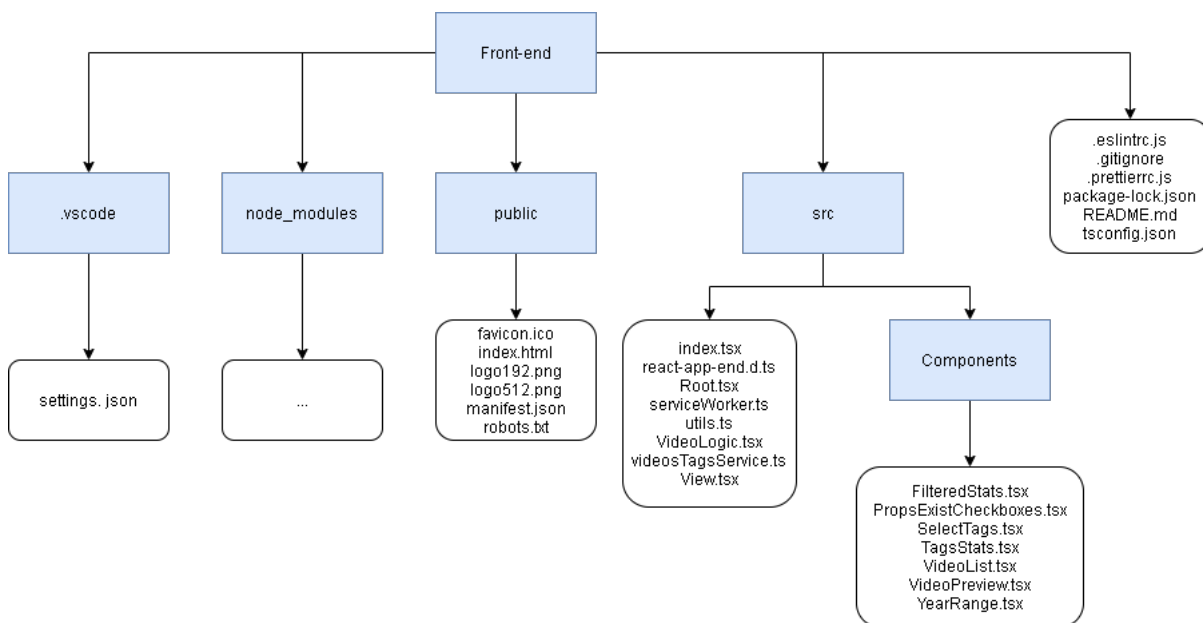 Front-end
.vscode
node_modules
public
src
.eslintrc.js
.gitignore
.prettierrc.js
package-lock.json
README.md
tsconfig.json
settings. json
...
favicon.ico
index.html
logo192.png
logo512.png
manifest.json
robots.txt
index.tsx
react-app-end.d.ts
Root.tsx
serviceWorker.ts
utils.ts
VideoLogic.tsx
videosTagsService.ts
View.tsx
Components
FilteredStats.tsx
PropsExistCheckboxes.tsx
SelectTags.tsx
TagsStats.tsx
VideoList.tsx
VideoPreview.tsx
YearRange.tsx